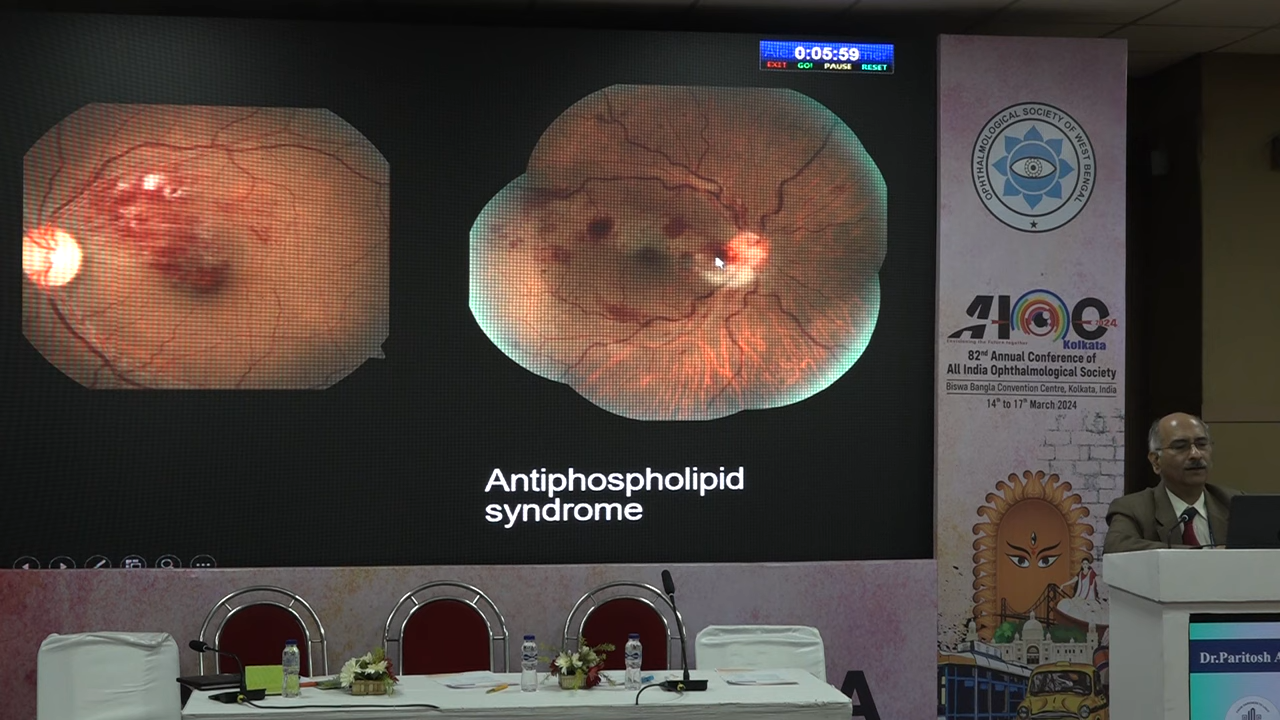 0:05:59
EXIT GO! PAUSE RESET
Antiphospholipid
syndrome
OPHTHALMOLOGICAL SOCIETY OF WEST BENGAL
AIOC 2024
Kolkata
82nd Annual Conference of
All India Ophthalmological Society
Biswa Bangla Convention Centre, Kolkata, India
14th to 17th March 2024
Dr.Paritosh
A